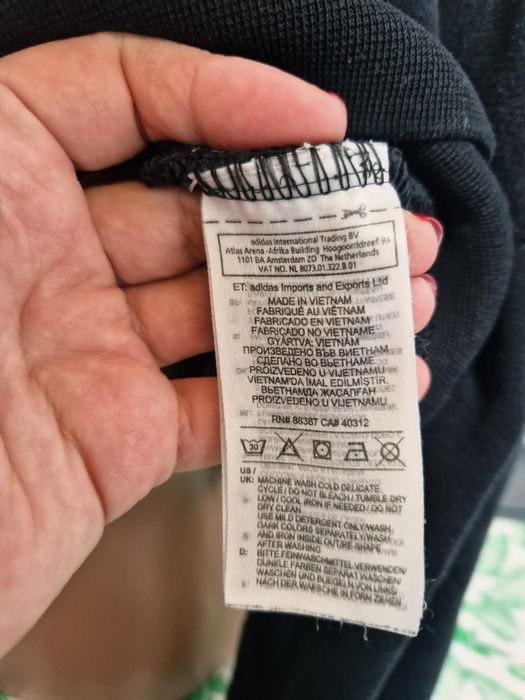 adidas International Trading BV
Atlas Arena-Afrika Building Hoogoorddreef 9a
1101 BA Amsterdam ZO The Netherlands
VAT NO. NL 8073.01.322.B.01
ET: adidas Imports and Exports Ltd
MADE IN VIETNAM
FABRIQUÉ AU VIÊTNAM
FABRICADO EN VIETNAM
FABRICADO NO VIETNAME
GYÁRTVA: VIETNÁM
ПРОИЗВЕДЕНО ВЪВ ВИЕТНАМ
СДЕЛАНО ВО ВЬЕТНАМЕ
PROIZVEDENO U VIJETNAMU
VIETNAM'DA İMAL EDİLMİŞTİR.
ВЬЕТНАМДА ЖАСАЛҒАН
PROIZVEDENO U VIJETNAMU
RN# 88387 CA# 40312
30
US /
UK: MACHINE WASH COLD DELICATE
CYCLE / DO NOT BLEACH / TUMBLE DRY
LOW / COOL IRON IF NEEDED / DO NOT
DRY CLEAN
USE MILD DETERGENT ONLY/WASH
DARK COLORS SEPARATELY/WASH
AND IRON INSIDE OUT/RE-SHAPE
AFTER WASHING
D: BITTE FEINWASCHMITTEL VERWENDEN/
DUNKLE FARBEN SEPARAT WASCHEN/
WASCHEN UND BUEGELN VON LINKS/
NACH DER WAESCHE IN FORM ZIEHEN